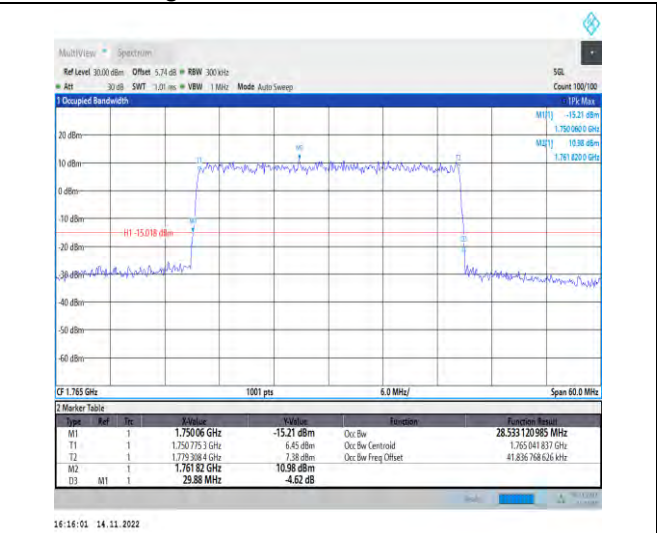 MultiView Spectrum
Ref Level 30.00 dBm Offset 5.74 dB RBW 300 kHz SGL
Att 30 dB SWT 1.01 ms VBW 1 MHz Mode Auto Sweep Count 100/100
1 Occupied Bandwidth 1Pk Max
M1[1] -15.21 dBm
1.750 060 0 GHz
M2[1] 10.98 dBm
1.761 820 0 GHz
20 dBm
M2
10 dBm
T1
T2
0 dBm
-10 dBm
M1
H1 -15.018 dBm
D3
-20 dBm
-30 dBm
-40 dBm
-50 dBm
-60 dBm
CF 1.765 GHz 1001 pts 6.0 MHz/ Span 60.0 MHz
2 Marker Table
Type Ref Trc X-Value Y-Value Function Function Result
M1 1 1.75006 GHz -15.21 dBm Occ Bw 28.533 120 985 MHz
T1 1 1.750 775 3 GHz 6.45 dBm Occ Bw Centroid 1.765 041 837 GHz
T2 1 1.779 308 4 GHz 7.38 dBm Occ Bw Freq Offset 41.836 768 626 kHz
M2 1 1.761 82 GHz 10.98 dBm
D3 M1 1 29.88 MHz -4.62 dB
16:16:01 14.11.2022